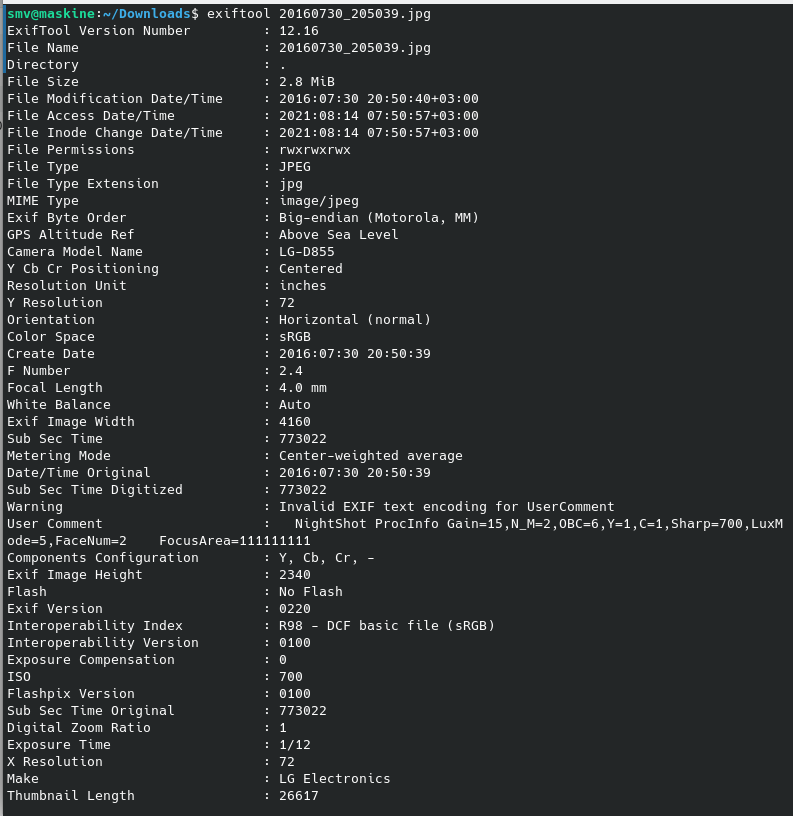 smv@maskine:~/Downloads$ exiftool 20160730_205039.jpg
ExifTool Version Number         : 12.16
File Name                       : 20160730_205039.jpg
Directory                       : .
File Size                       : 2.8 MiB
File Modification Date/Time     : 2016:07:30 20:50:40+03:00
File Access Date/Time           : 2021:08:14 07:50:57+03:00
File Inode Change Date/Time     : 2021:08:14 07:50:57+03:00
File Permissions                : rwxrwxrwx
File Type                       : JPEG
File Type Extension             : jpg
MIME Type                       : image/jpeg
Exif Byte Order                 : Big-endian (Motorola, MM)
GPS Altitude Ref                : Above Sea Level
Camera Model Name               : LG-D855
Y Cb Cr Positioning             : Centered
Resolution Unit                 : inches
Y Resolution                    : 72
Orientation                     : Horizontal (normal)
Color Space                     : sRGB
Create Date                     : 2016:07:30 20:50:39
F Number                        : 2.4
Focal Length                    : 4.0 mm
White Balance                   : Auto
Exif Image Width                : 4160
Sub Sec Time                    : 773022
Metering Mode                   : Center-weighted average
Date/Time Original              : 2016:07:30 20:50:39
Sub Sec Time Digitized          : 773022
Warning                         : Invalid EXIF text encoding for UserComment
User Comment                    :   NightShot ProcInfo Gain=15,N_M=2,OBC=6,Y=1,C=1,Sharp=700,LuxM
ode=5,FaceNum=2    FocusArea=111111111
Components Configuration        : Y, Cb, Cr, -
Exif Image Height               : 2340
Flash                           : No Flash
Exif Version                    : 0220
Interoperability Index          : R98 - DCF basic file (sRGB)
Interoperability Version        : 0100
Exposure Compensation           : 0
ISO                             : 700
Flashpix Version                : 0100
Sub Sec Time Original           : 773022
Digital Zoom Ratio              : 1
Exposure Time                   : 1/12
X Resolution                    : 72
Make                            : LG Electronics
Thumbnail Length                : 26617